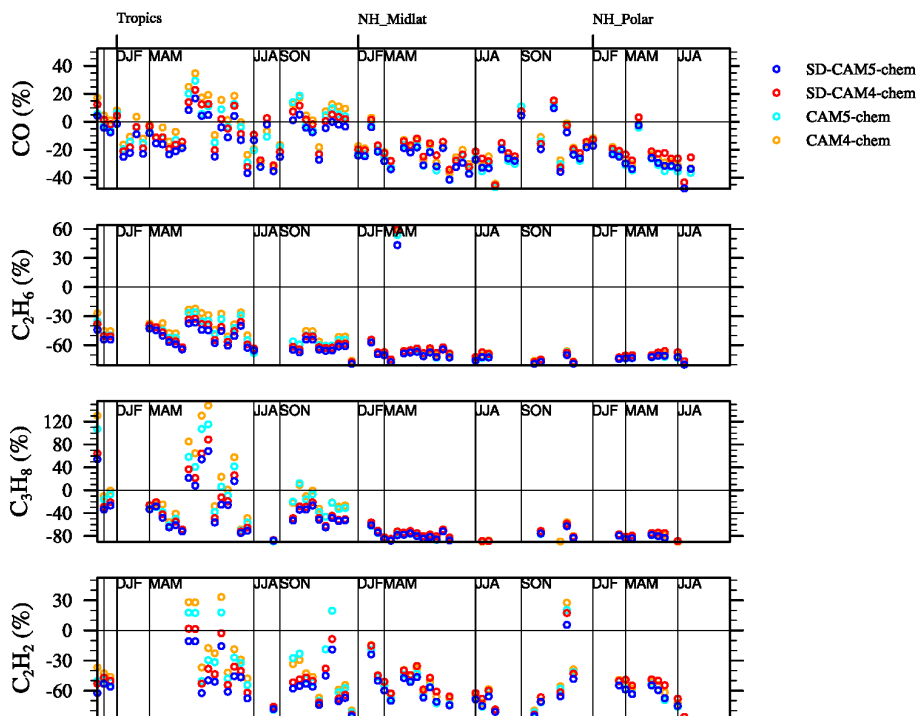 Tropics NH_Midlat NH_Polar
DJF MAM JJA SON DJF MAM JJA SON DJF MAM JJA
CO (%)
40
20
0
-20
-40
SD-CAM5-chem
SD-CAM4-chem
CAM5-chem
CAM4-chem
DJF MAM JJA SON DJF MAM JJA SON DJF MAM JJA
C₂H₆ (%)
60
30
0
-30
-60
DJF MAM JJA SON DJF MAM JJA SON DJF MAM JJA
C₃H₈ (%)
120
80
40
0
-40
-80
DJF MAM JJA SON DJF MAM JJA SON DJF MAM JJA
C₂H₂ (%)
30
0
-30
-60